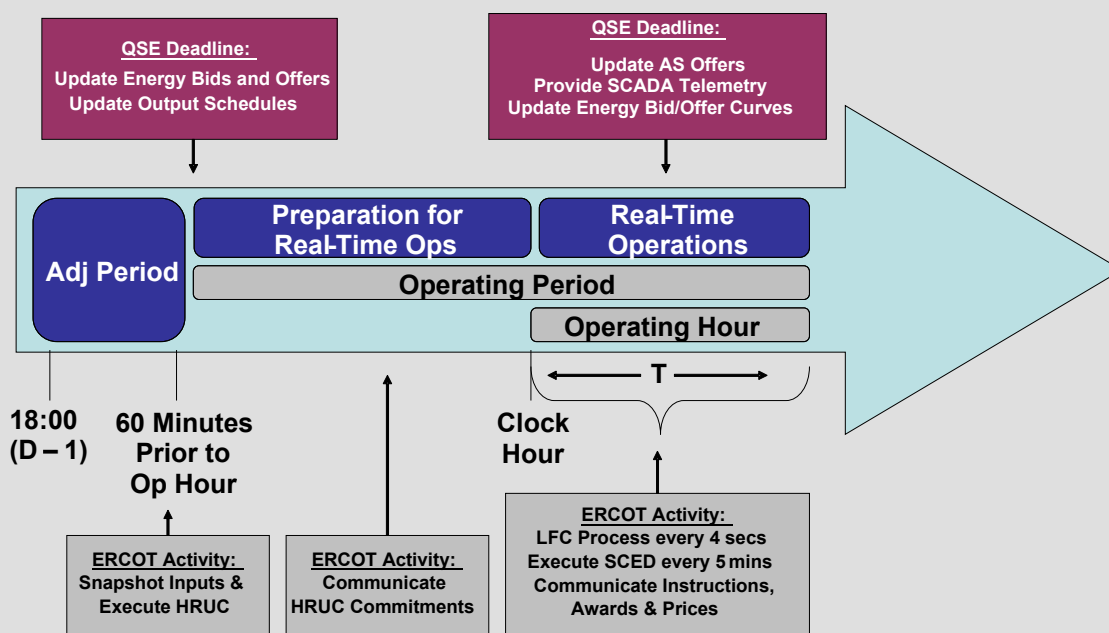 QSE Deadline:
Update Energy Bids and Offers
Update Output Schedules
QSE Deadline:
Update AS Offers
Provide SCADA Telemetry
Update Energy Bid/Offer Curves
Adj Period
Preparation for
Real-Time Ops
Real-Time
Operations
Operating Period
Operating Hour
T
18:00
(D – 1)
60 Minutes
Prior to
Op Hour
Clock
Hour
ERCOT Activity:
Snapshot Inputs &
Execute HRUC
ERCOT Activity:
Communicate
HRUC Commitments
ERCOT Activity:
LFC Process every 4 secs
Execute SCED every 5 mins
Communicate Instructions,
Awards & Prices